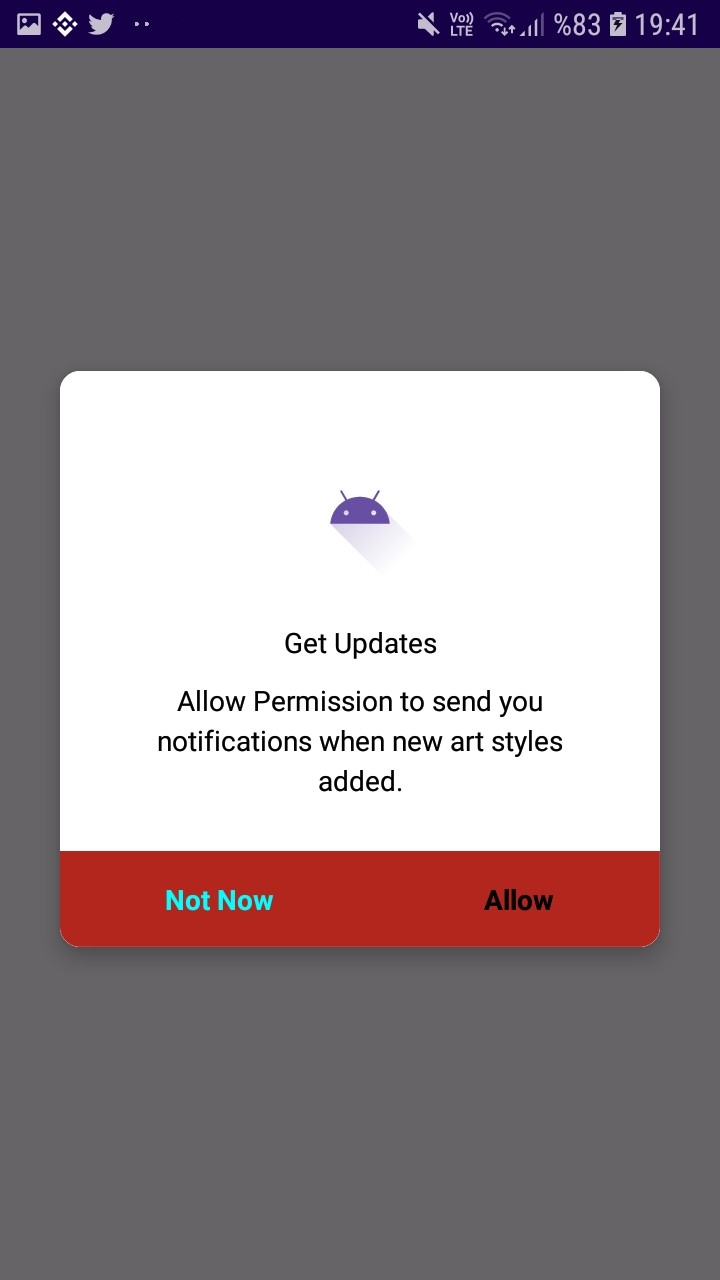 Vo)) LTE %83 19:41
Get Updates
Allow Permission to send you
notifications when new art styles
added.
Not Now Allow